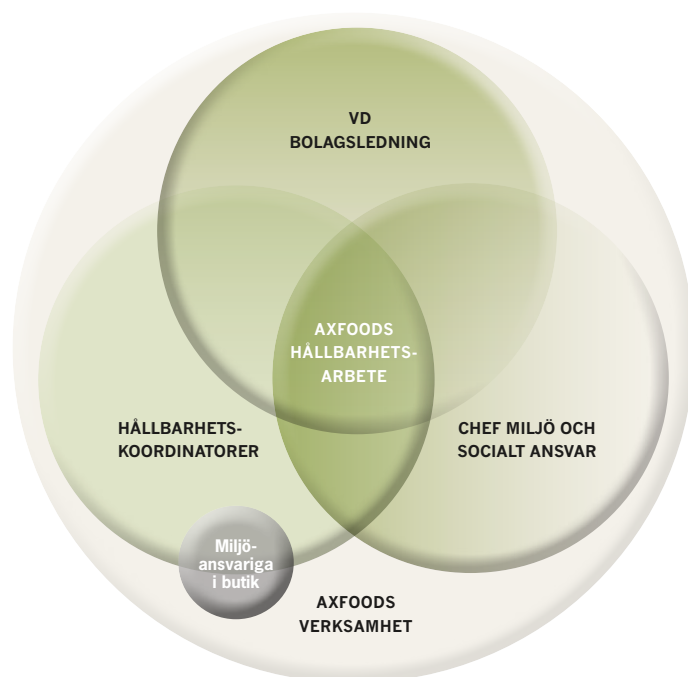 VD
BOLAGSLEDNING
AXFOODS
HÅLLBARHETS-
ARBETE
HÅLLBARHETS-
KOORDINATORER
CHEF MILJÖ OCH
SOCIALT ANSVAR
Miljö-
ansvariga
i butik
AXFOODS
VERKSAMHET